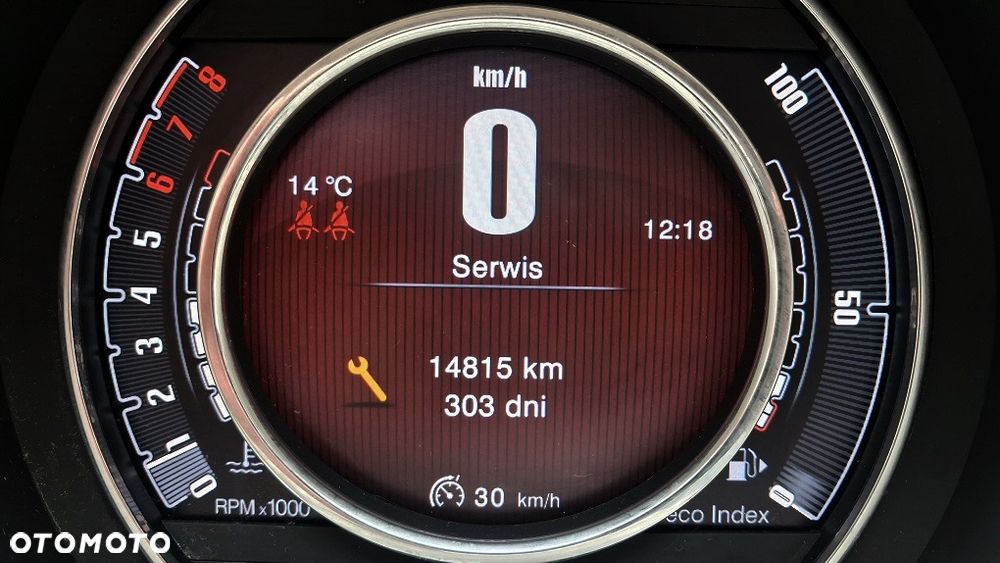 km/h
0
14 °C
12:18
Serwis
14815 km
303 dni
30 km/h
8
7
6
5
4
3
2
1
0
RPM x1000
100
50
0
eco Index
OTOMOTO